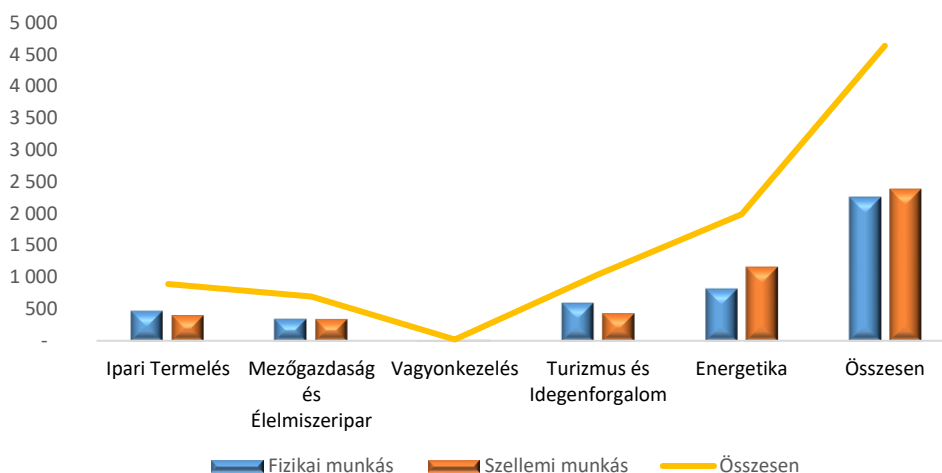 5 000
4 500
4 000
3 500
3 000
2 500
2 000
1 500
1 000
500
-
Ipari Termelés
Mezőgazdaság
és
Élelmiszeripar
Vagyonkezelés
Turizmus és
Idegenforgalom
Energetika
Összesen
Fizikai munkás
Szellemi munkás
Összesen